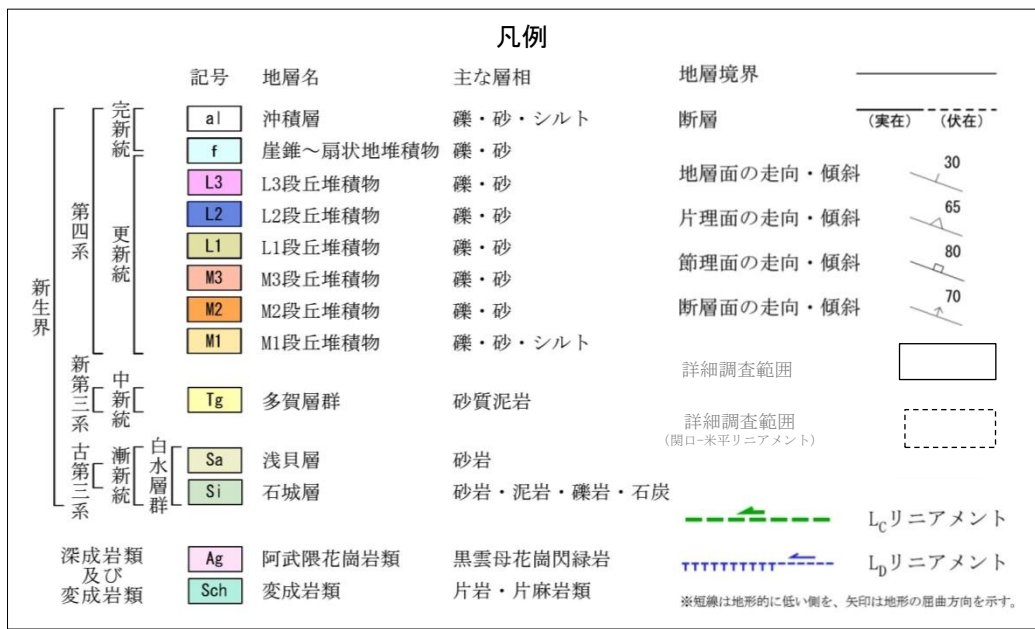 凡例
記号 地層名 主な層相
al 沖積層 礫・砂・シルト
f 崖錐～扇状地堆積物 礫・砂
L3 L3段丘堆積物 礫・砂
L2 L2段丘堆積物 礫・砂
L1 L1段丘堆積物 礫・砂
M3 M3段丘堆積物 礫・砂
M2 M2段丘堆積物 礫・砂
M1 M1段丘堆積物 礫・砂・シルト
Tg 多賀層群 砂質泥岩
Sa 浅貝層 砂岩
Si 石城層 砂岩・泥岩・礫岩・石炭
Ag 阿武隈花崗岩類 黒雲母花崗閃緑岩
Sch 変成岩類 片岩・片麻岩類
新生界
第四系
完新統
更新統
新第三系
中新統
古第三系
漸新統
白水層群
深成岩類
及び
変成岩類
地層境界
断層 (実在) (伏在)
地層面の走向・傾斜 30
片理面の走向・傾斜 65
節理面の走向・傾斜 80
断層面の走向・傾斜 70
詳細調査範囲
詳細調査範囲
(関口-米平リニアメント)
LCリニアメント
LDリニアメント
※短線は地形的に低い側を、矢印は地形の屈曲方向を示す。